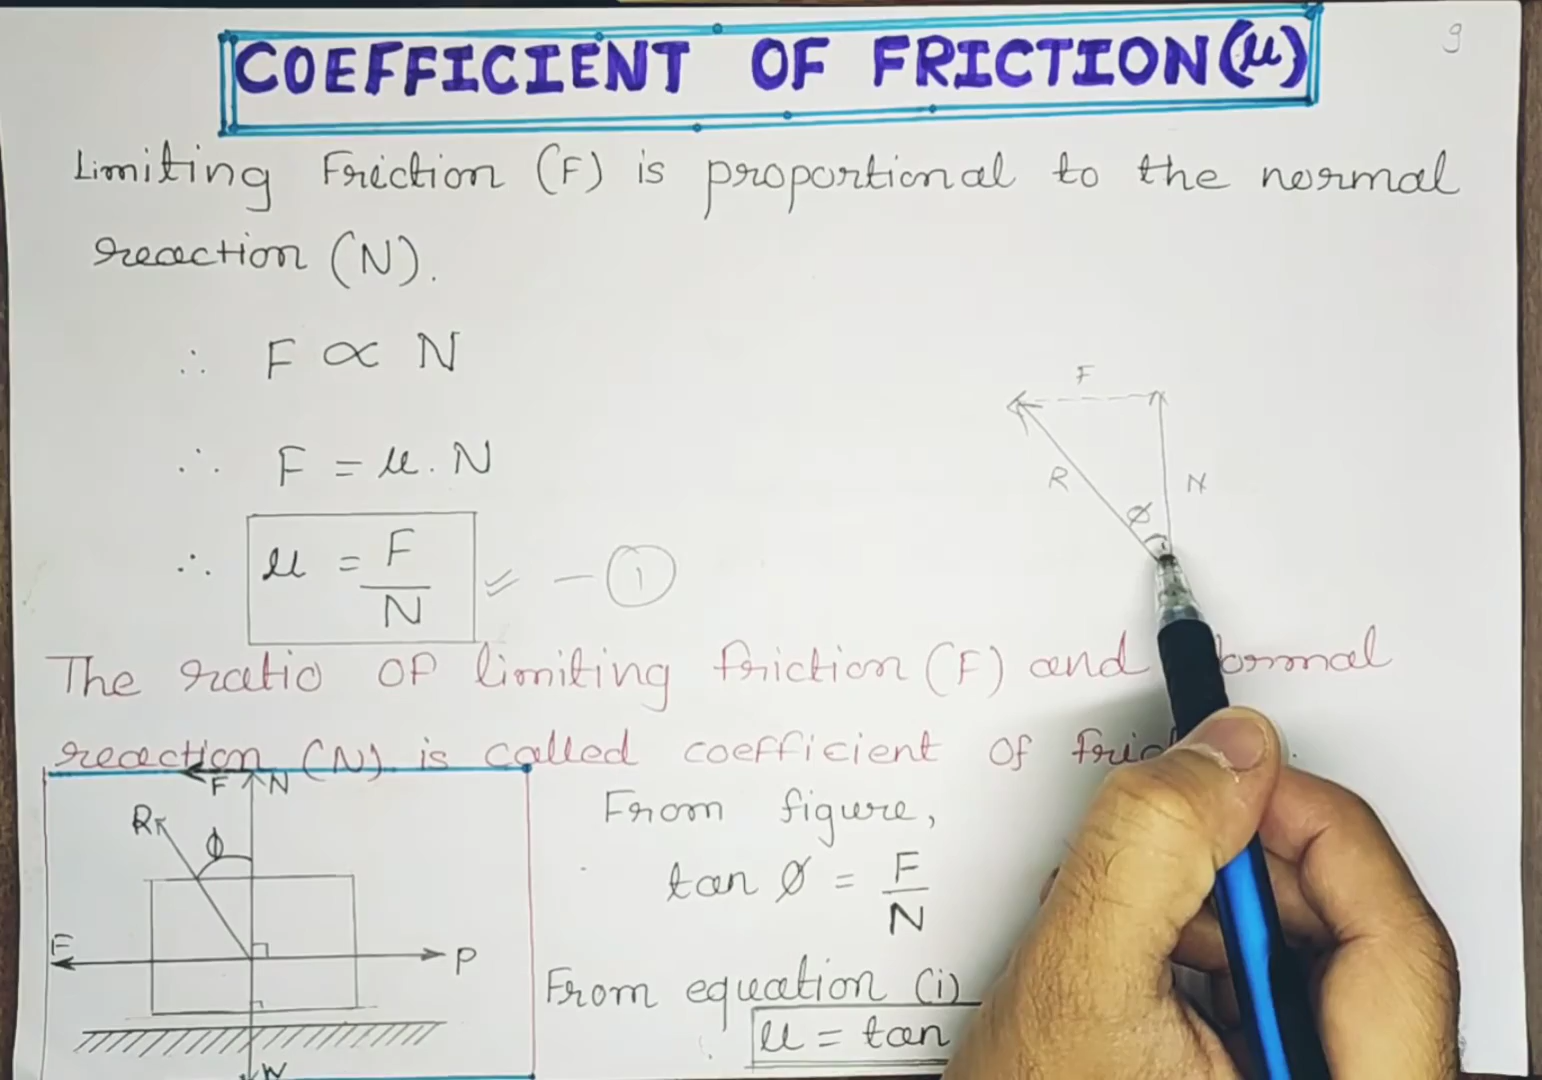 9
COEFFICIENT OF FRICTION (μ)
Limiting Friction (F) is proportional to the normal
reaction (N).
∴ F ∝ N
∴ F = μ . N
∴ μ = F/N — (1)
F
R
N
Ø
The ratio of limiting friction (F) and
reaction (N) is called coefficient of
F N
R
ϕ
F
P
W
From figure,
tan Ø = F/N
From equation (i)
μ = tan